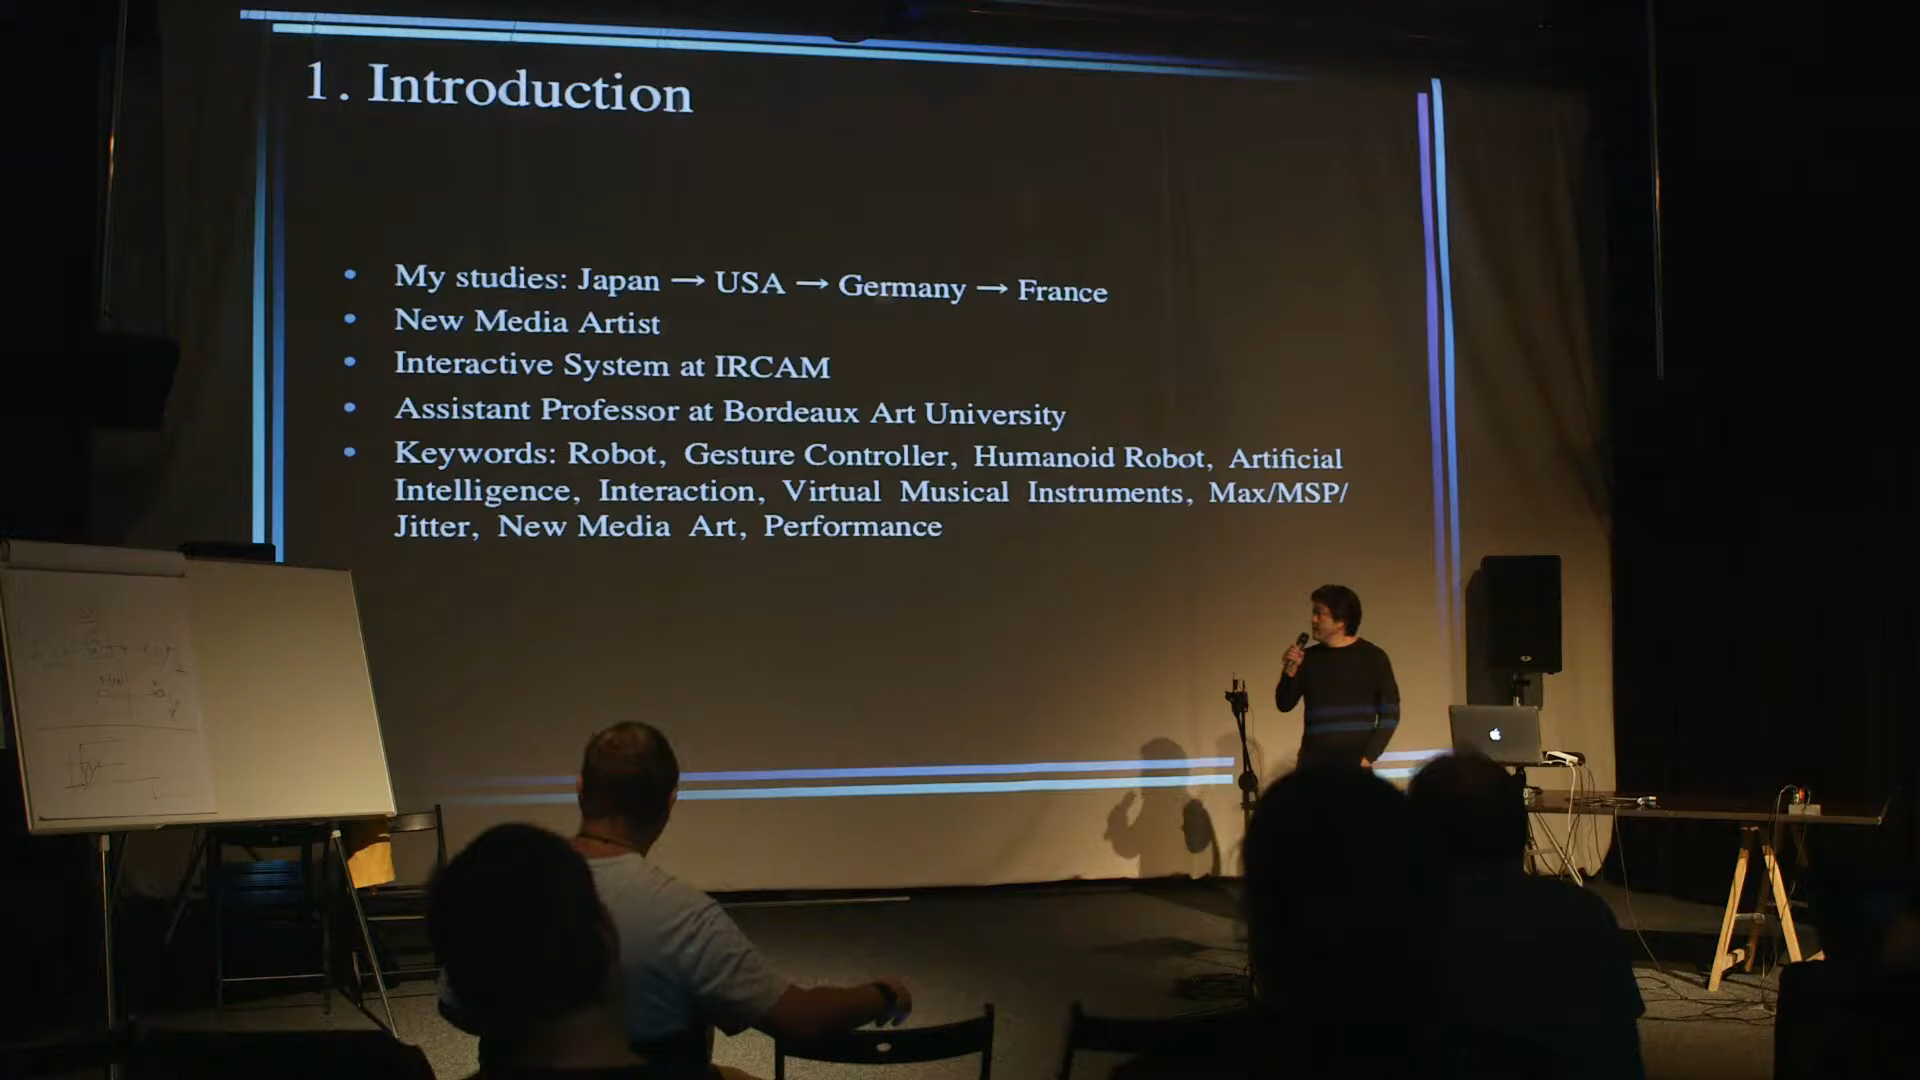 1. Introduction
• My studies: Japan → USA → Germany → France
• New Media Artist
• Interactive System at IRCAM
• Assistant Professor at Bordeaux Art University
• Keywords: Robot, Gesture Controller, Humanoid Robot, Artificial
Intelligence, Interaction, Virtual Musical Instruments, Max/MSP/
Jitter, New Media Art, Performance